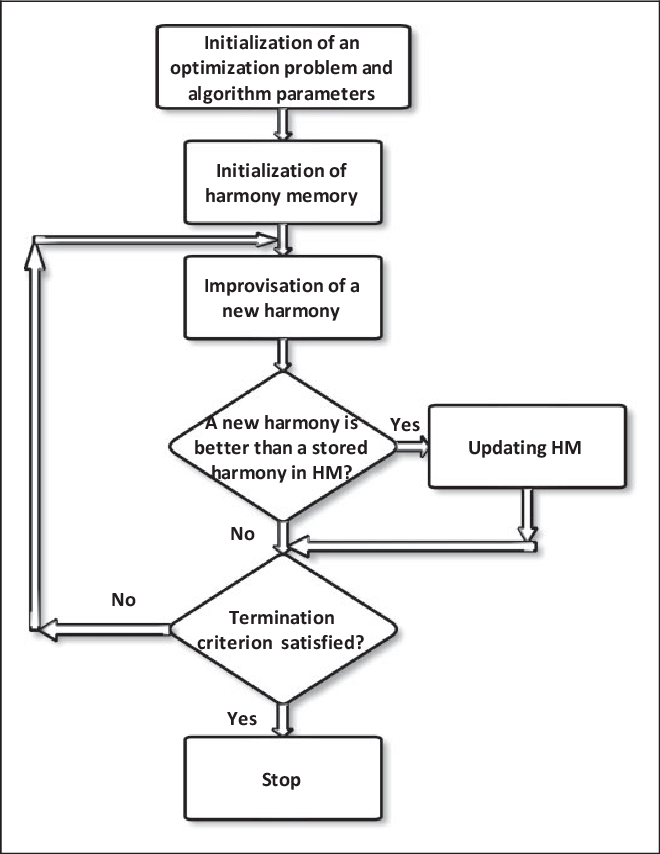 Initialization of an
optimization problem and
algorithm parameters
Initialization of
harmony memory
Improvisation of a
new harmony
A new harmony is
better than a stored
harmony in HM?
Yes
Updating HM
No
Termination
criterion satisfied?
No
Yes
Stop